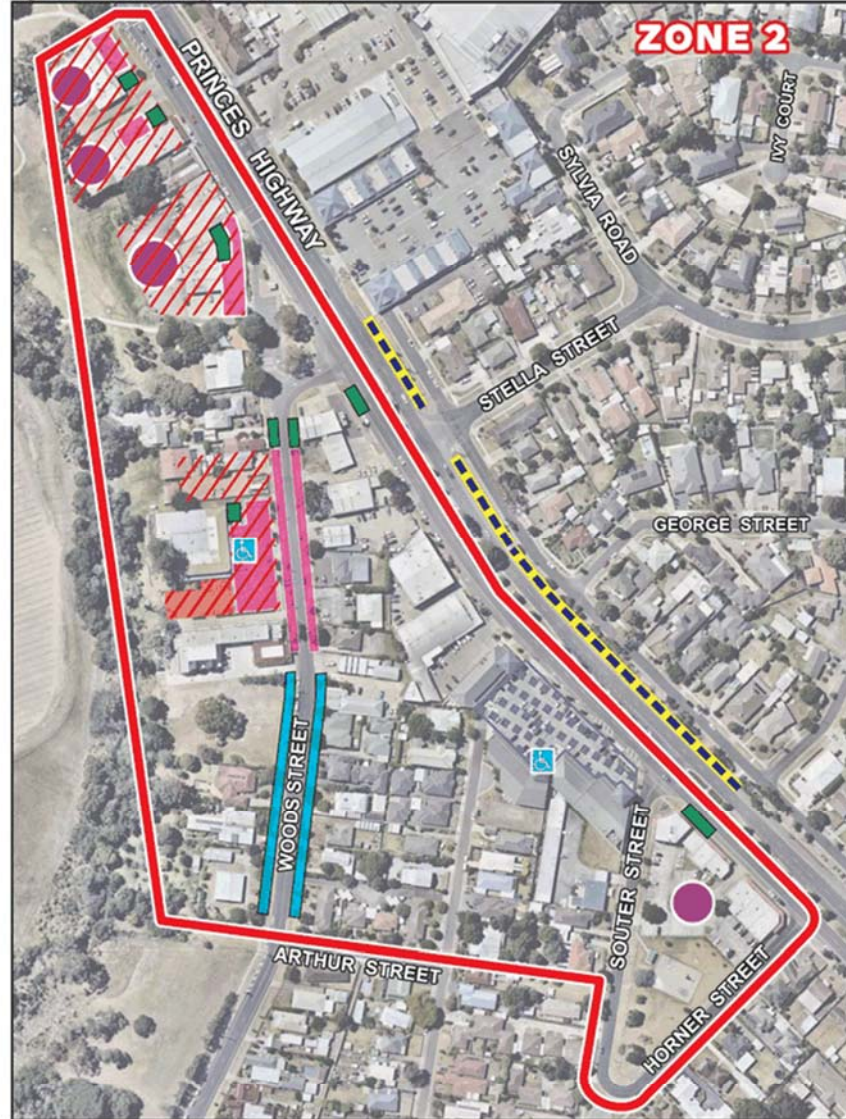 ZONE 2
PRINCES HIGHWAY
IVY COURT
SYLVIA ROAD
STELLA STREET
GEORGE STREET
WOODS STREET
SOUTER STREET
ARTHUR STREET
HORNER STREET